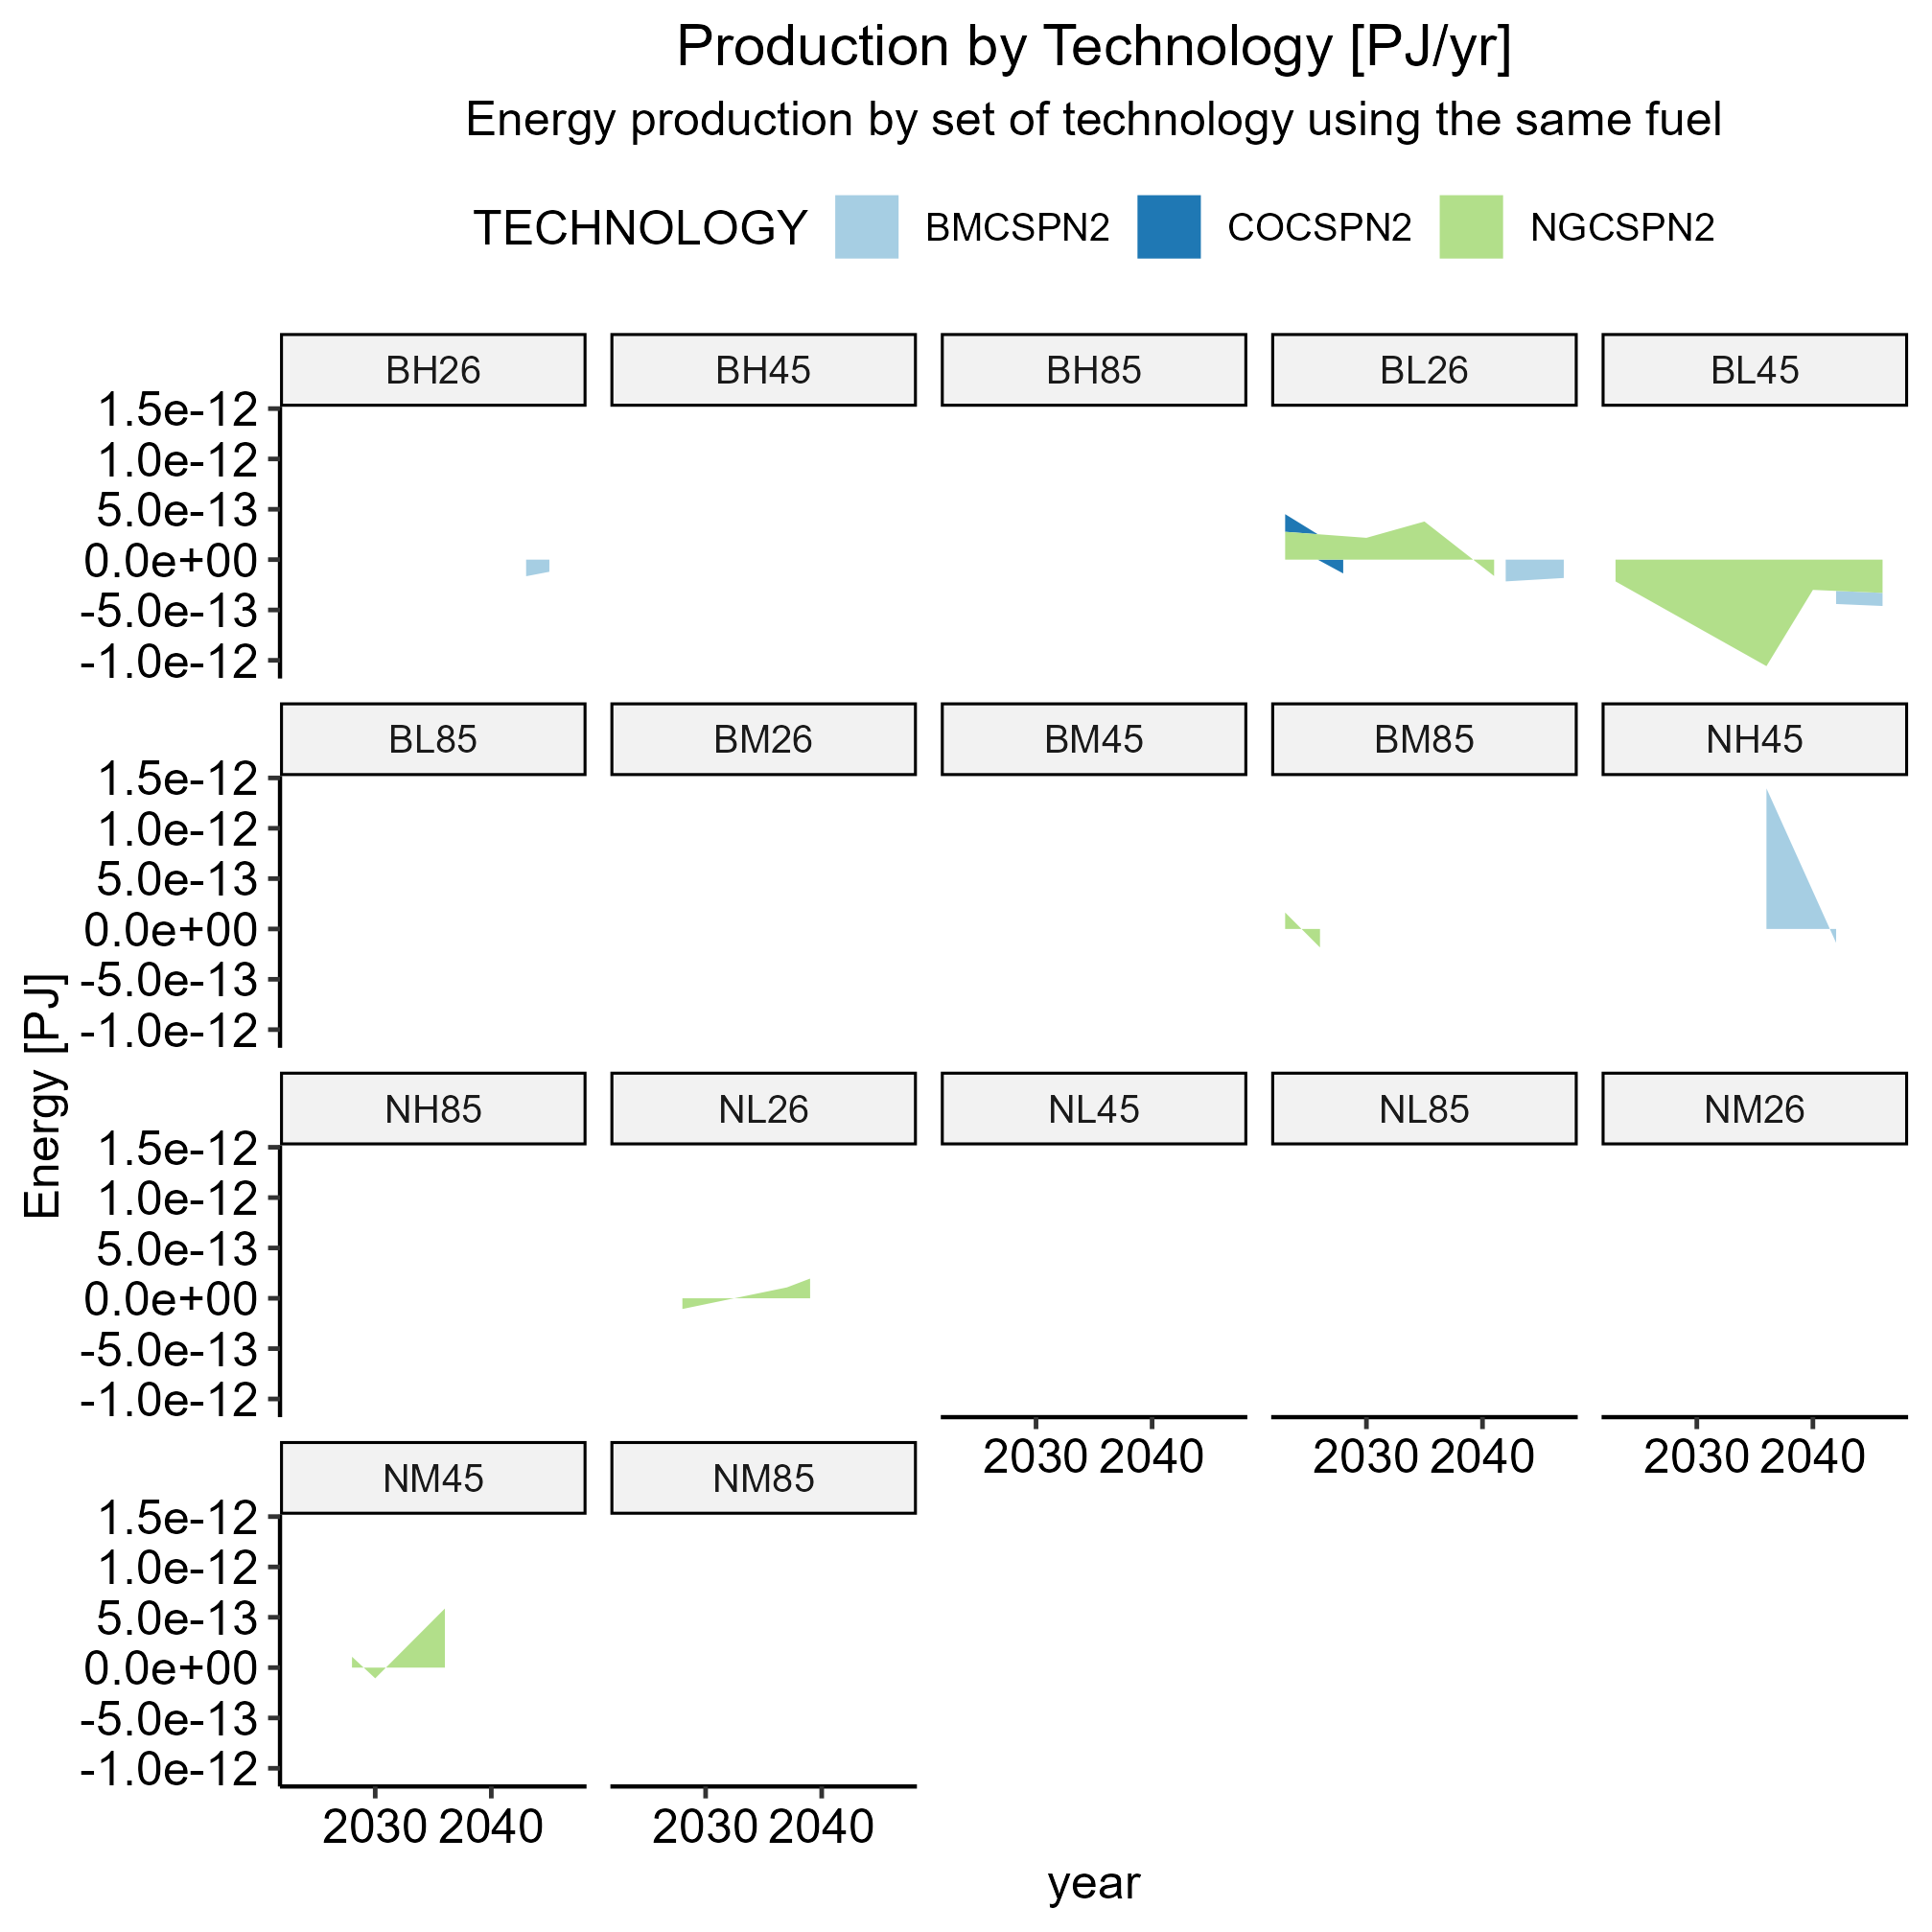 Production by Technology [PJ/yr]
Energy production by set of technology using the same fuel
TECHNOLOGY BMCSPN2 COCSPN2 NGCSPN2
BH26 BH45 BH85 BL26 BL45
1.5e-12
1.0e-12
5.0e-13
0.0e+00
-5.0e-13
-1.0e-12
BL85 BM26 BM45 BM85 NH45
1.5e-12
1.0e-12
5.0e-13
0.0e+00
-5.0e-13
-1.0e-12
Energy [PJ]
NH85 NL26 NL45 NL85 NM26
1.5e-12
1.0e-12
5.0e-13
0.0e+00
-5.0e-13
-1.0e-12
2030 2040 2030 2040 2030 2040
NM45 NM85
1.5e-12
1.0e-12
5.0e-13
0.0e+00
-5.0e-13
-1.0e-12
2030 2040 2030 2040
year